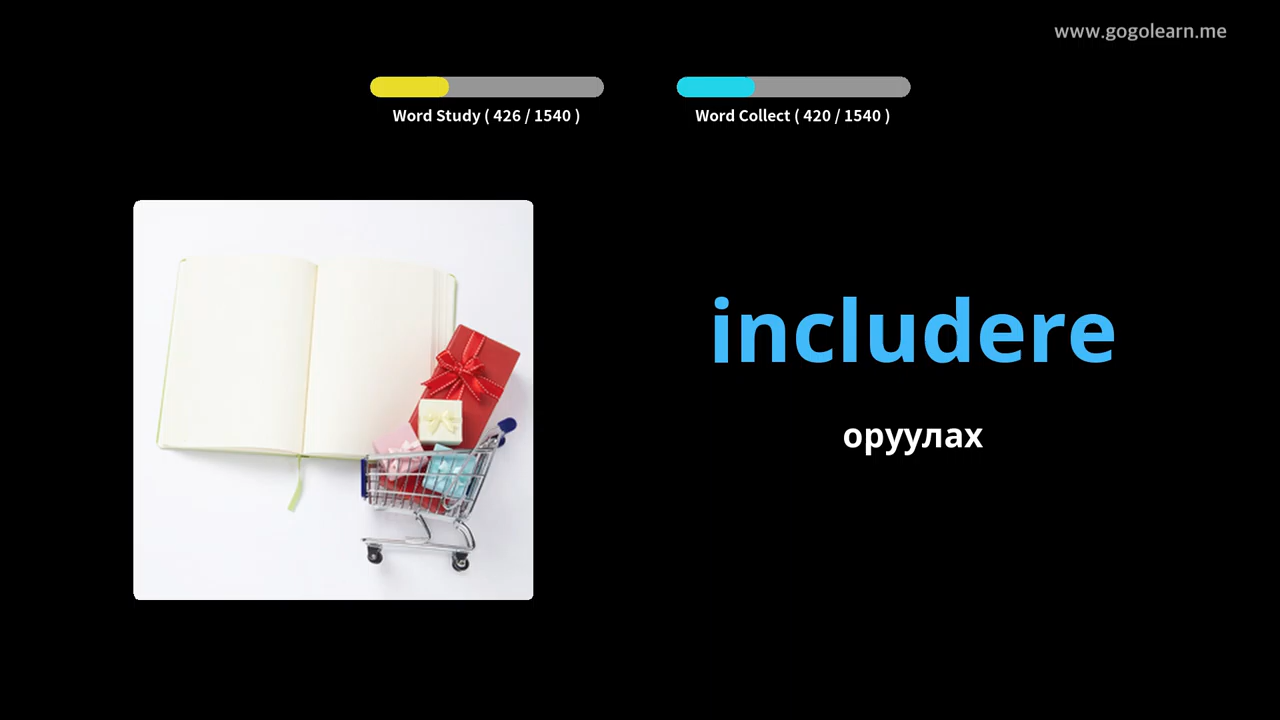 www.gogolearn.me
Word Study ( 426 / 1540 )
Word Collect ( 420 / 1540 )
includere
оруулах